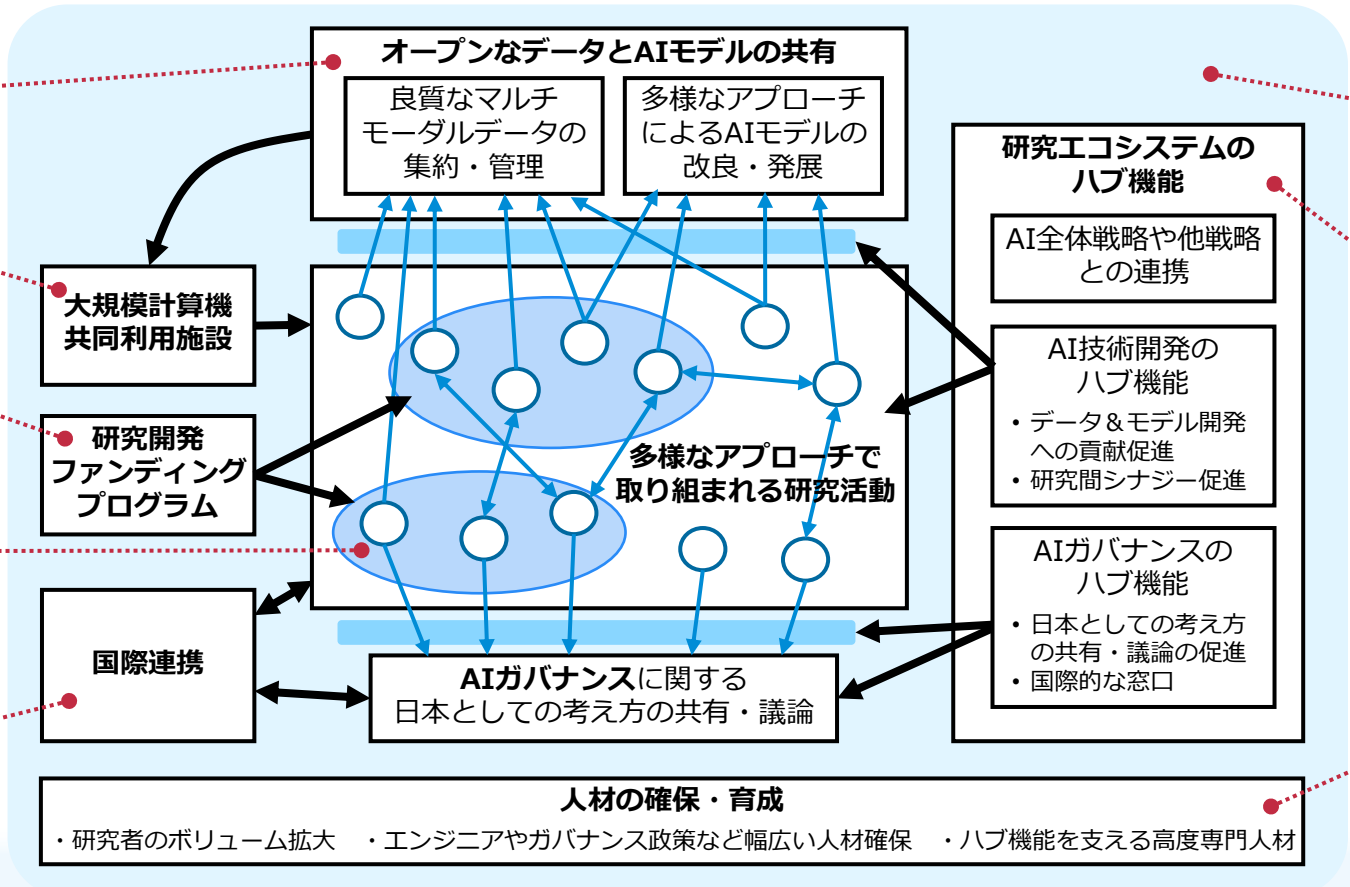 オープンなデータとAIモデルの共有
良質なマルチ
モーダルデータの
集約・管理
多様なアプローチ
によるAIモデルの
改良・発展
研究エコシステムの
ハブ機能
AI全体戦略や他戦略
との連携
AI技術開発の
ハブ機能
・データ＆モデル開発
への貢献促進
・研究間シナジー促進
AIガバナンスの
ハブ機能
・日本としての考え方
の共有・議論の促進
・国際的な窓口
大規模計算機
共同利用施設
研究開発
ファンディング
プログラム
多様なアプローチで
取り組まれる研究活動
国際連携
AIガバナンスに関する
日本としての考え方の共有・議論
人材の確保・育成
・研究者のボリューム拡大　・エンジニアやガバナンス政策など幅広い人材確保　・ハブ機能を支える高度専門人材